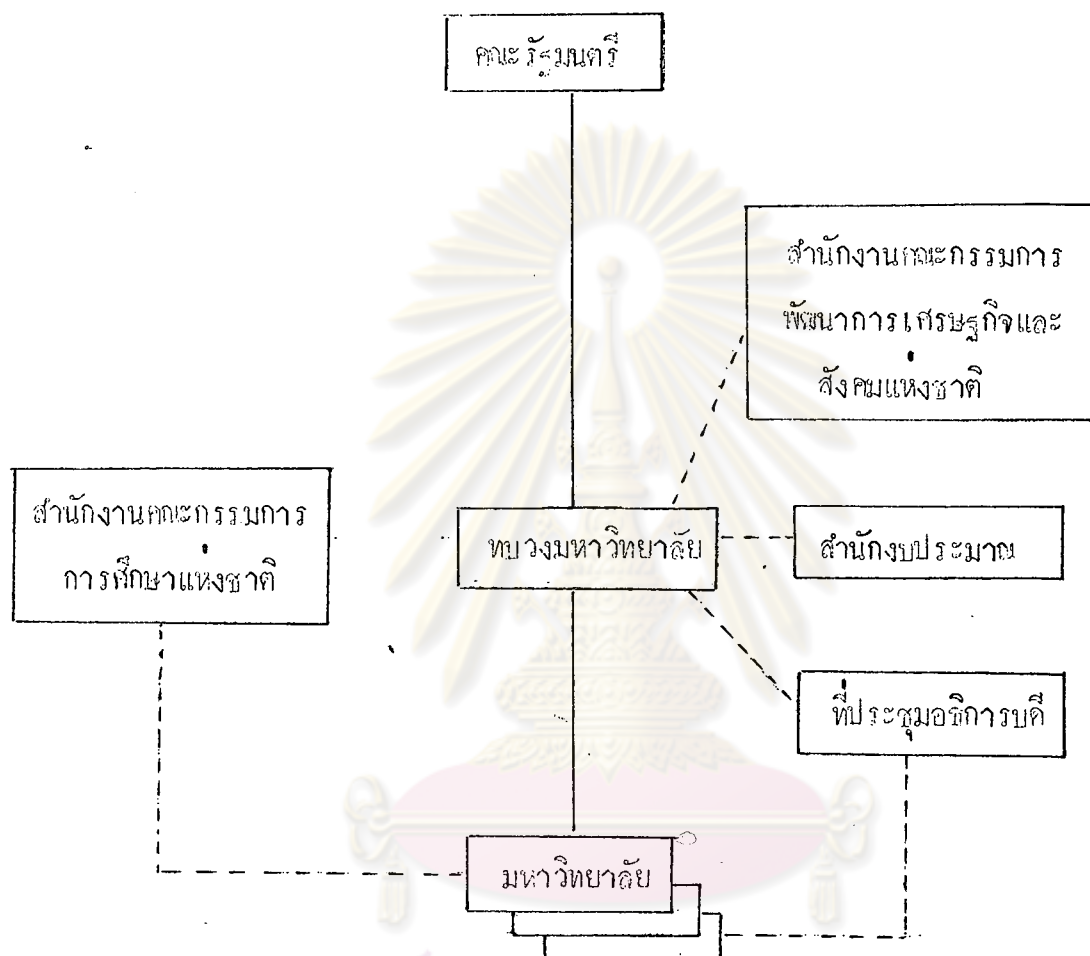 คณะรัฐมนตรี
สำนักงานคณะกรรมการ
พัฒนาการเศรษฐกิจและ
สังคมแห่งชาติ
สำนักงานคณะกรรมการ
การศึกษาแห่งชาติ
ทบวงมหาวิทยาลัย
สำนักงบประมาณ
ที่ประชุมอธิการบดี
มหาวิทยาลัย